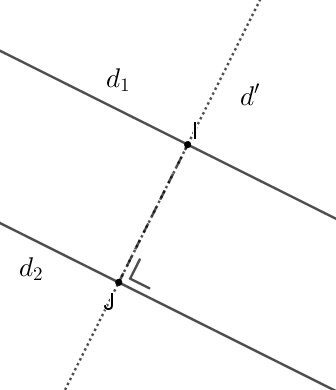 d₁
d′
I
d₂
J